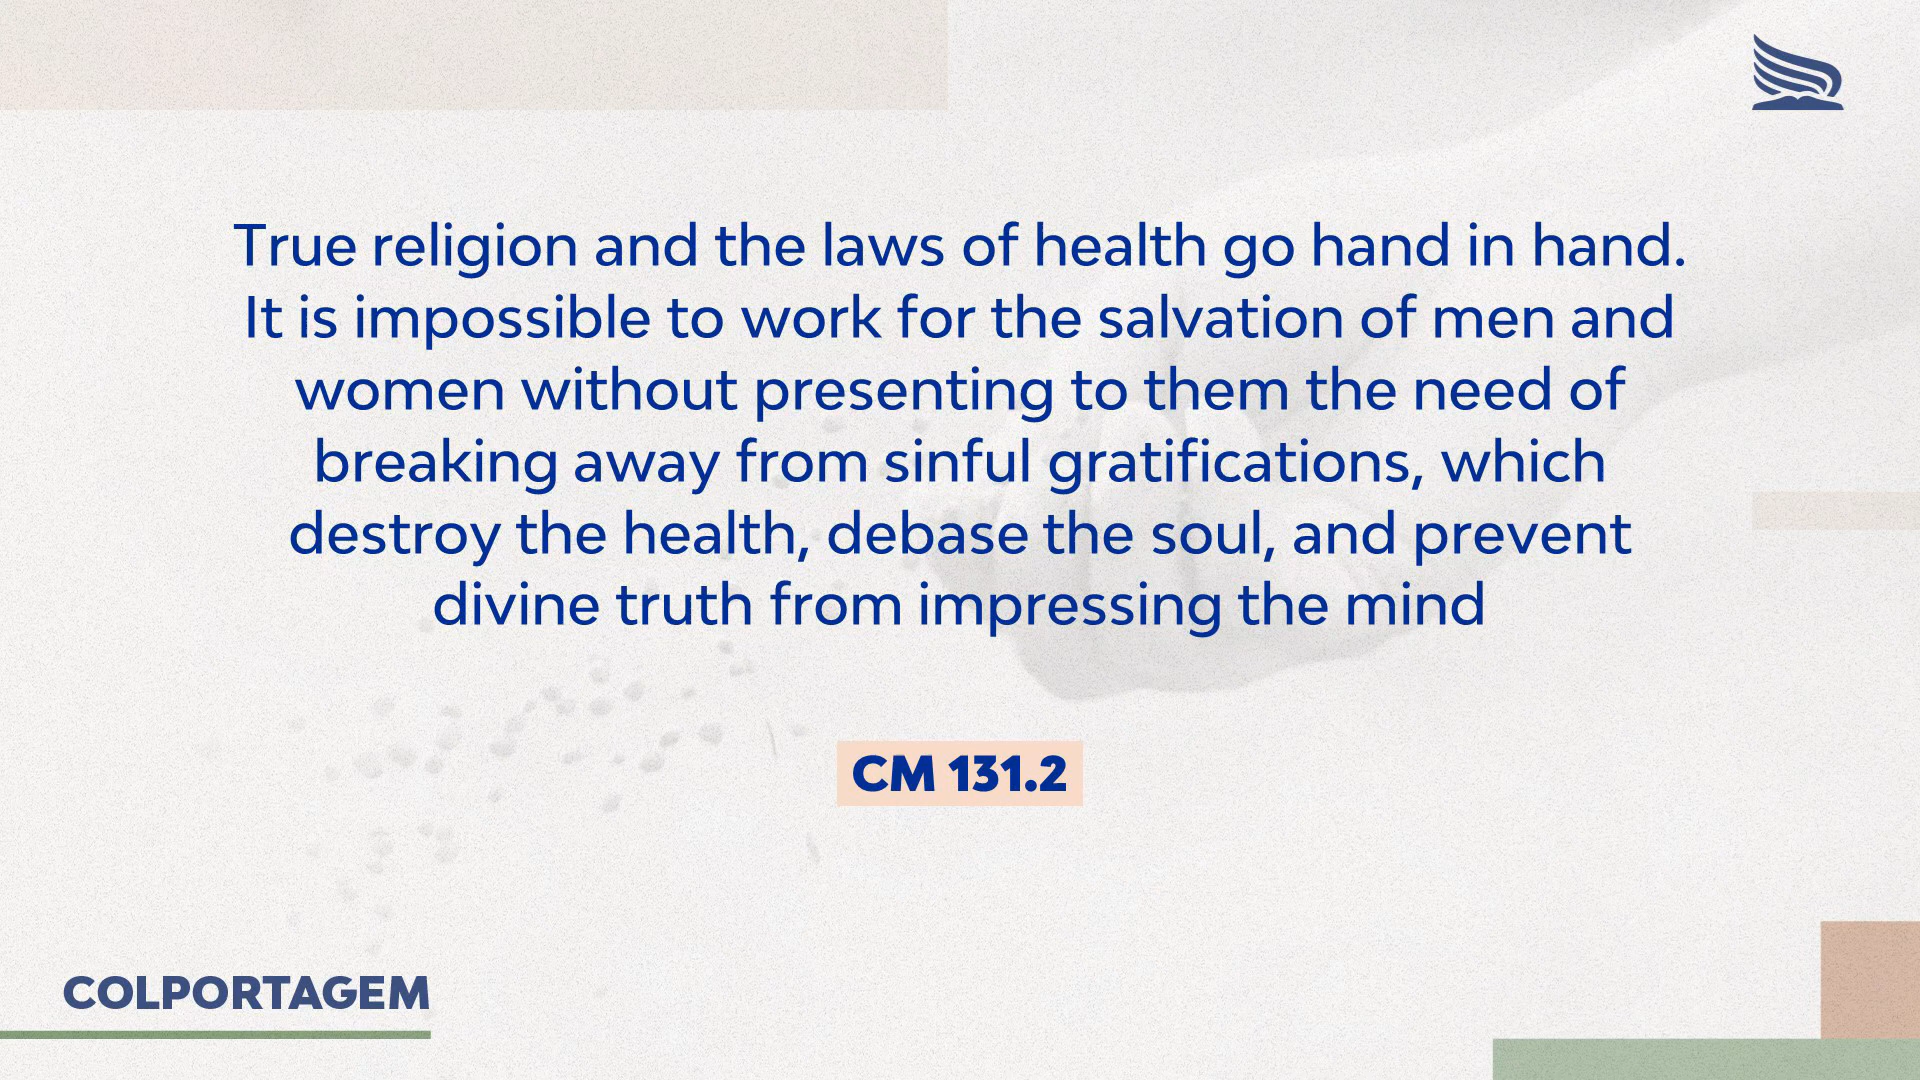 True religion and the laws of health go hand in hand.
It is impossible to work for the salvation of men and
women without presenting to them the need of
breaking away from sinful gratifications, which
destroy the health, debase the soul, and prevent
divine truth from impressing the mind
CM 131.2
COLPORTAGEM